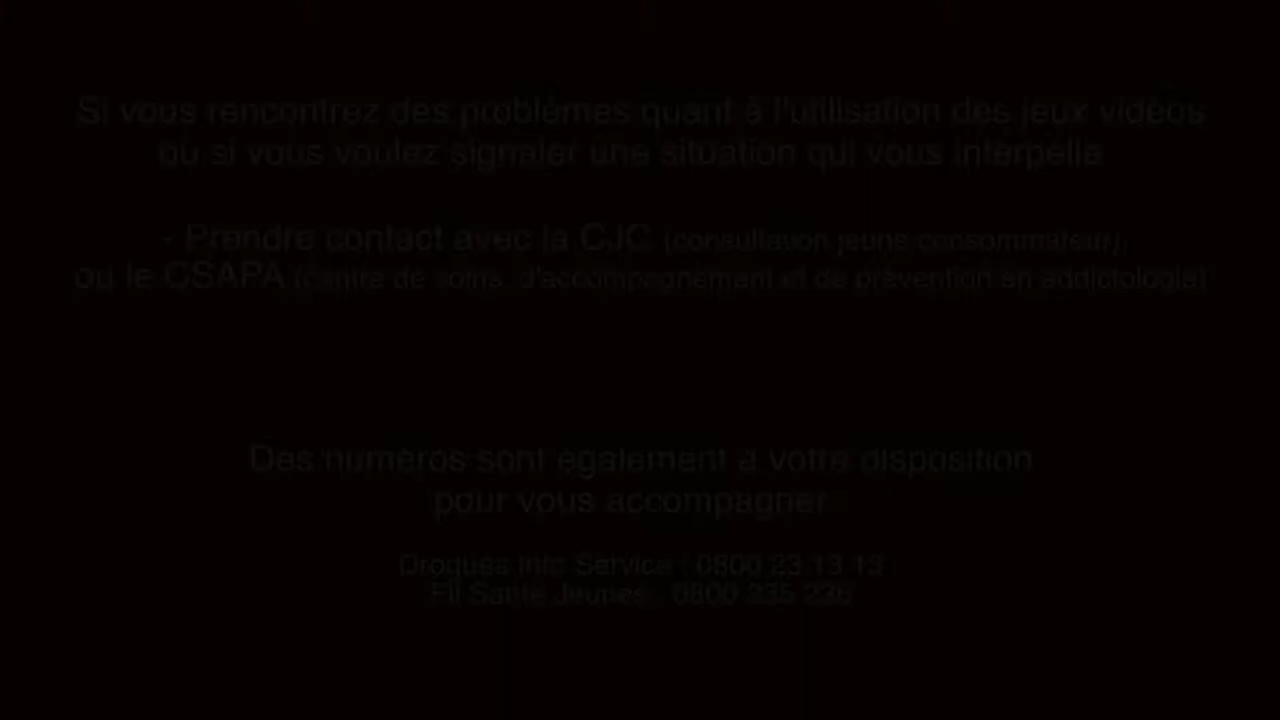 Si vous rencontrez des problèmes quant à l'utilisation des jeux vidéos
ou si vous voulez signaler une situation qui vous interpelle
- Prendre contact avec la CJC (consultation jeune consommateur),
ou le CSAPA (centre de soins, d'accompagnement et de prévention en addictologie)
Des numéros sont également à votre disposition
pour vous accompagner
Drogues Info Service : 0800 23 13 13
Fil Santé Jeunes : 0800 235 236